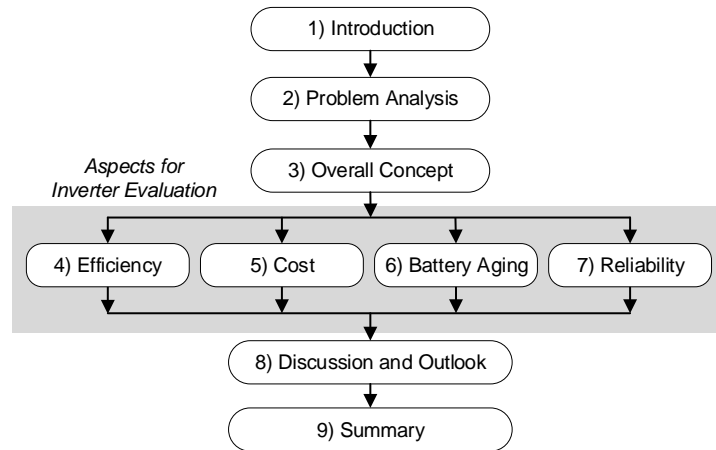 1) Introduction
2) Problem Analysis
Aspects for
Inverter Evaluation
3) Overall Concept
4) Efficiency
5) Cost
6) Battery Aging
7) Reliability
8) Discussion and Outlook
9) Summary